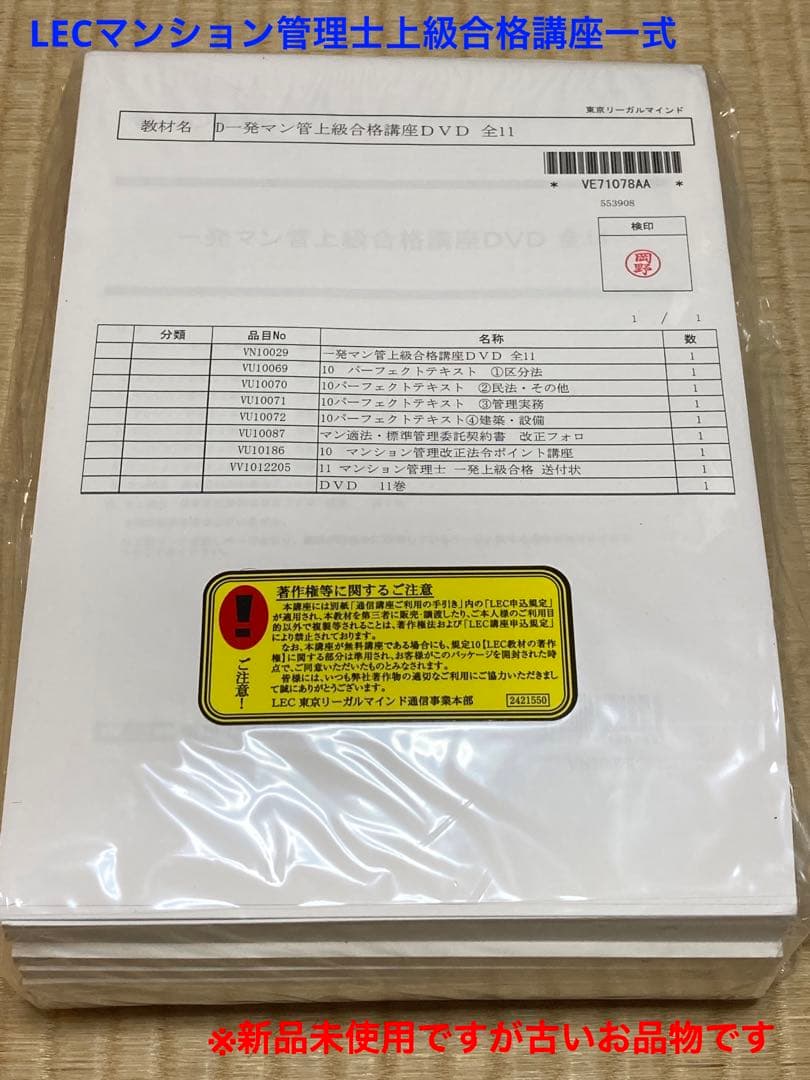 LECマンション管理士上級合格講座一式
東京リーガルマインド
教材名 D一発マン管上級合格講座DVD 全11
* VE71078AA *
553908
検印
岡野
1 / 1
分類 品目No 名称 数
VN10029 一発マン管上級合格講座DVD 全11 1
VU10069 10 パーフェクトテキスト ①区分法 1
VU10070 10パーフェクトテキスト ②民法・その他 1
VU10071 10パーフェクトテキスト ③管理実務 1
VU10072 10パーフェクトテキスト④建築・設備 1
VU10087 マン適法・標準管理委託契約書 改正フォロ 1
VU10186 10 マンション管理改正法令ポイント講座 1
VV1012205 11 マンション管理士 一発上級合格 送付状 1
DVD 11巻 1
著作権等に関するご注意
本講座には別紙「通信講座ご利用の手引き」内の「LEC申込規定」
が適用され、本教材を第三者に販売・譲渡したり、ご本人様のご利用目
的以外で複製等されることは、著作権法および「LEC講座申込規定」
により禁止されております。
なお、本講座が無料講座である場合にも、規定10【LEC教材の著作
権】に関する部分は準用され、お客様がこのパッケージを開封された時
点で、ご同意いただいたいものとみなされます。
皆様には、いつも弊社著作物の適切なご利用にご協力いただきまし
て誠にありがとうございます。
LEC 東京リーガルマインド通信事業本部 2421550
! ご注意!
※新品未使用ですが古いお品物です